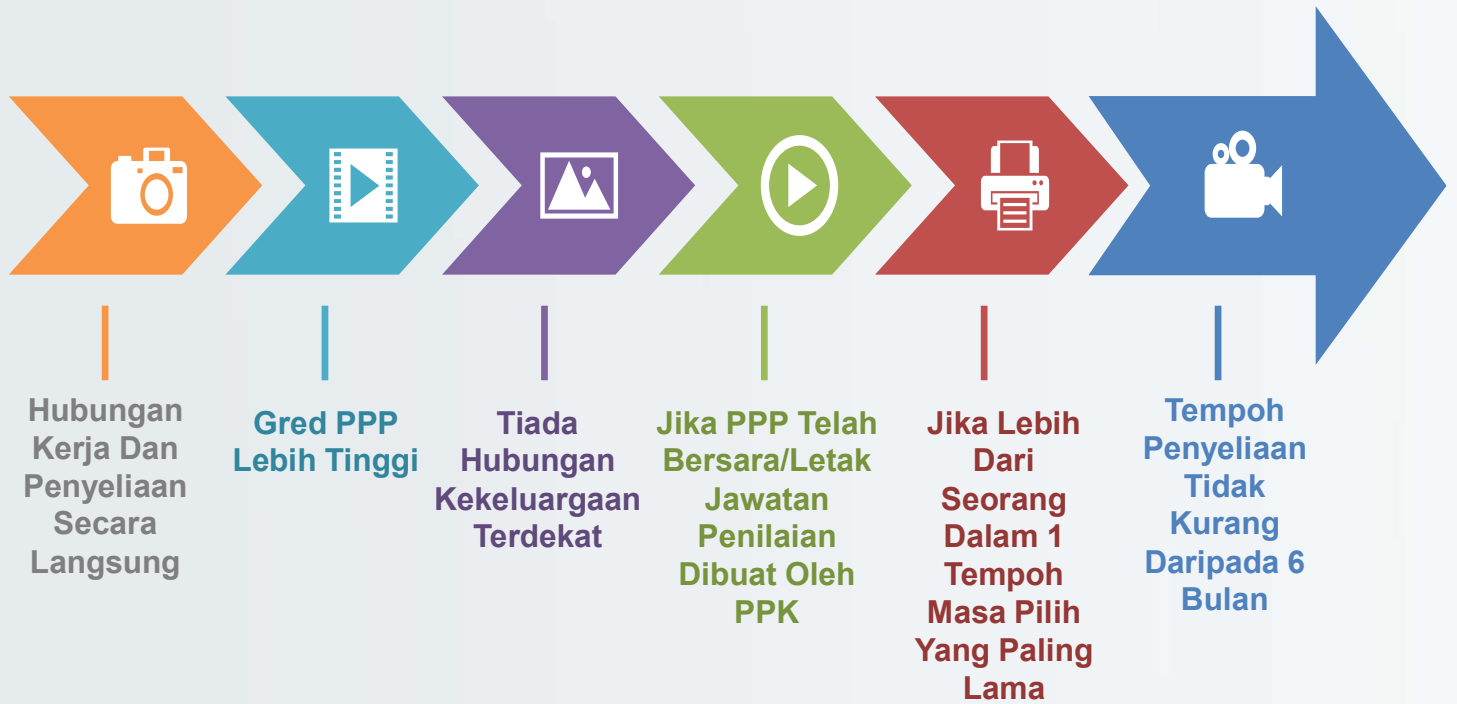 Hubungan
Kerja Dan
Penyeliaan
Secara
Langsung
Gred PPP
Lebih Tinggi
Tiada
Hubungan
Kekeluargaan
Terdekat
Jika PPP Telah
Bersara/Letak
Jawatan
Penilaian
Dibuat Oleh
PPK
Jika Lebih
Dari
Seorang
Dalam 1
Tempoh
Masa Pilih
Yang Paling
Lama
Tempoh
Penyeliaan
Tidak
Kurang
Daripada 6
Bulan